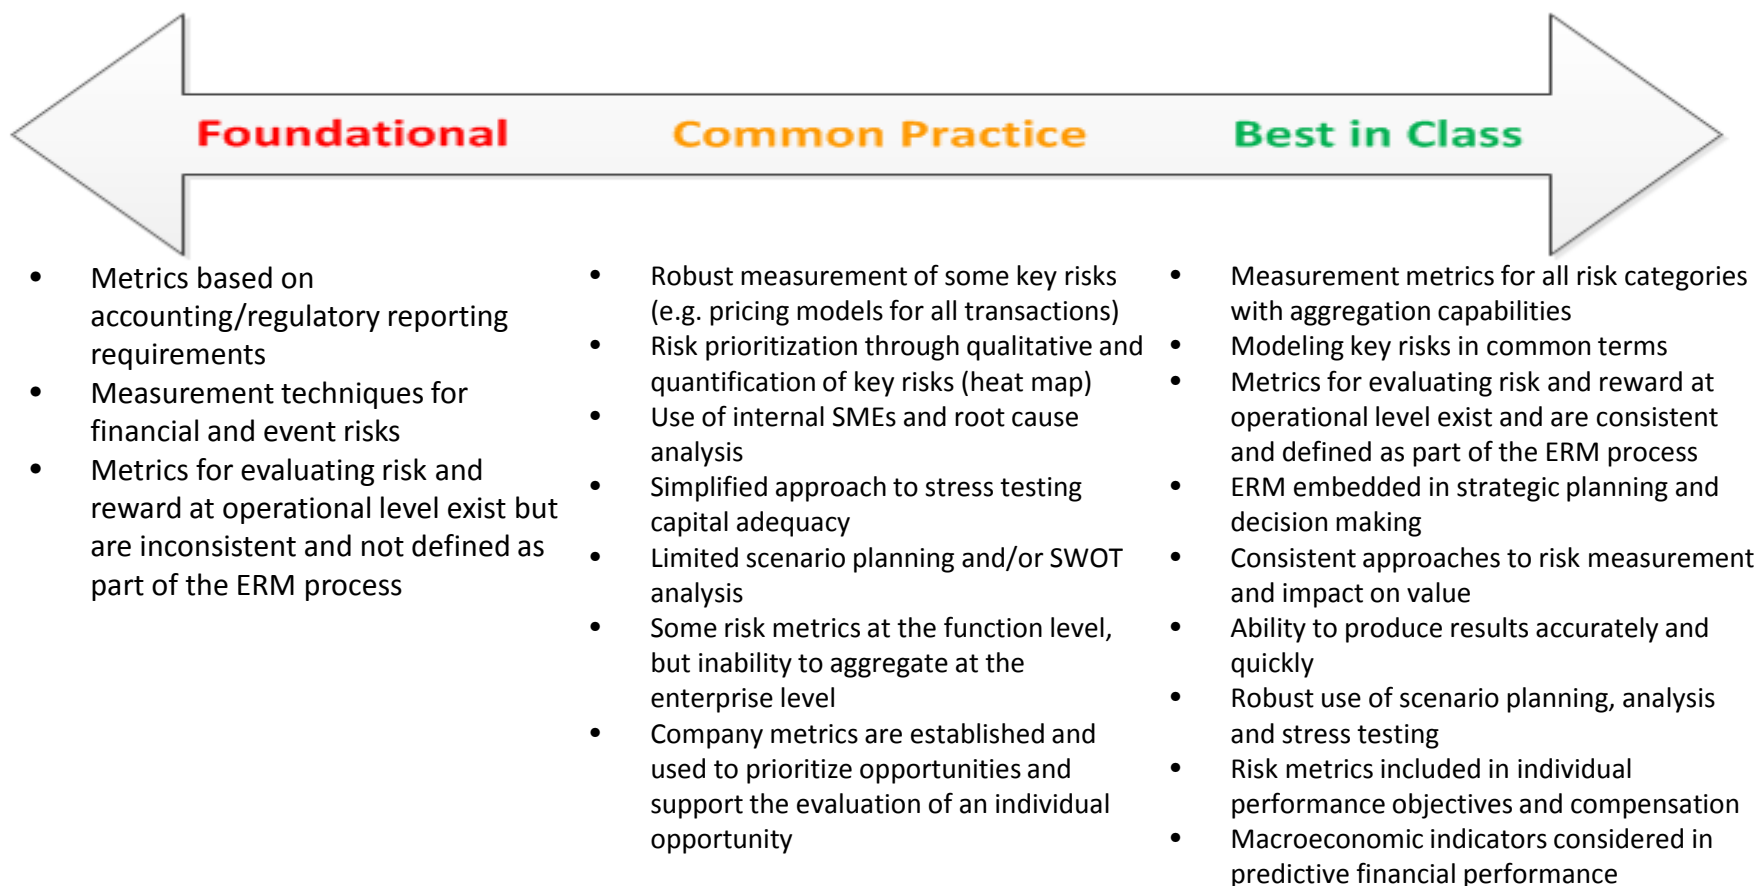 Foundational
Common Practice
Best in Class
• Metrics based on
accounting/regulatory reporting
requirements
• Measurement techniques for
financial and event risks
• Metrics for evaluating risk and
reward at operational level exist but
are inconsistent and not defined as
part of the ERM process
• Robust measurement of some key risks
(e.g. pricing models for all transactions)
• Risk prioritization through qualitative and
quantification of key risks (heat map)
• Use of internal SMEs and root cause
analysis
• Simplified approach to stress testing
capital adequacy
• Limited scenario planning and/or SWOT
analysis
• Some risk metrics at the function level,
but inability to aggregate at the
enterprise level
• Company metrics are established and
used to prioritize opportunities and
support the evaluation of an individual
opportunity
• Measurement metrics for all risk categories
with aggregation capabilities
• Modeling key risks in common terms
• Metrics for evaluating risk and reward at
operational level exist and are consistent
and defined as part of the ERM process
• ERM embedded in strategic planning and
decision making
• Consistent approaches to risk measurement
and impact on value
• Ability to produce results accurately and
quickly
• Robust use of scenario planning, analysis
and stress testing
• Risk metrics included in individual
performance objectives and compensation
• Macroeconomic indicators considered in
predictive financial performance